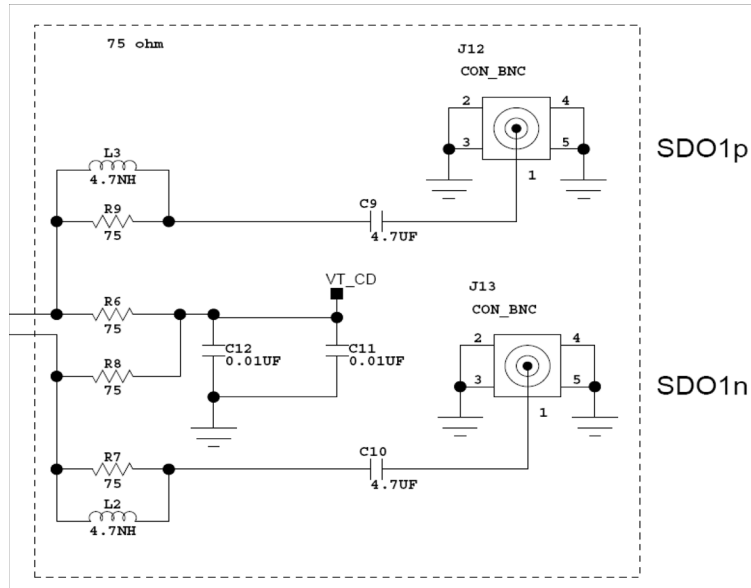 75 ohm
J12
CON_BNC
2 4
3 5
1
SDO1p
L3
4.7NH
R9
75
C9
4.7UF
VT_CD
R6
75
J13
CON_BNC
2 4
3 5
1
SDO1n
C12
0.01UF
C11
0.01UF
R8
75
R7
75
C10
4.7UF
L2
4.7NH